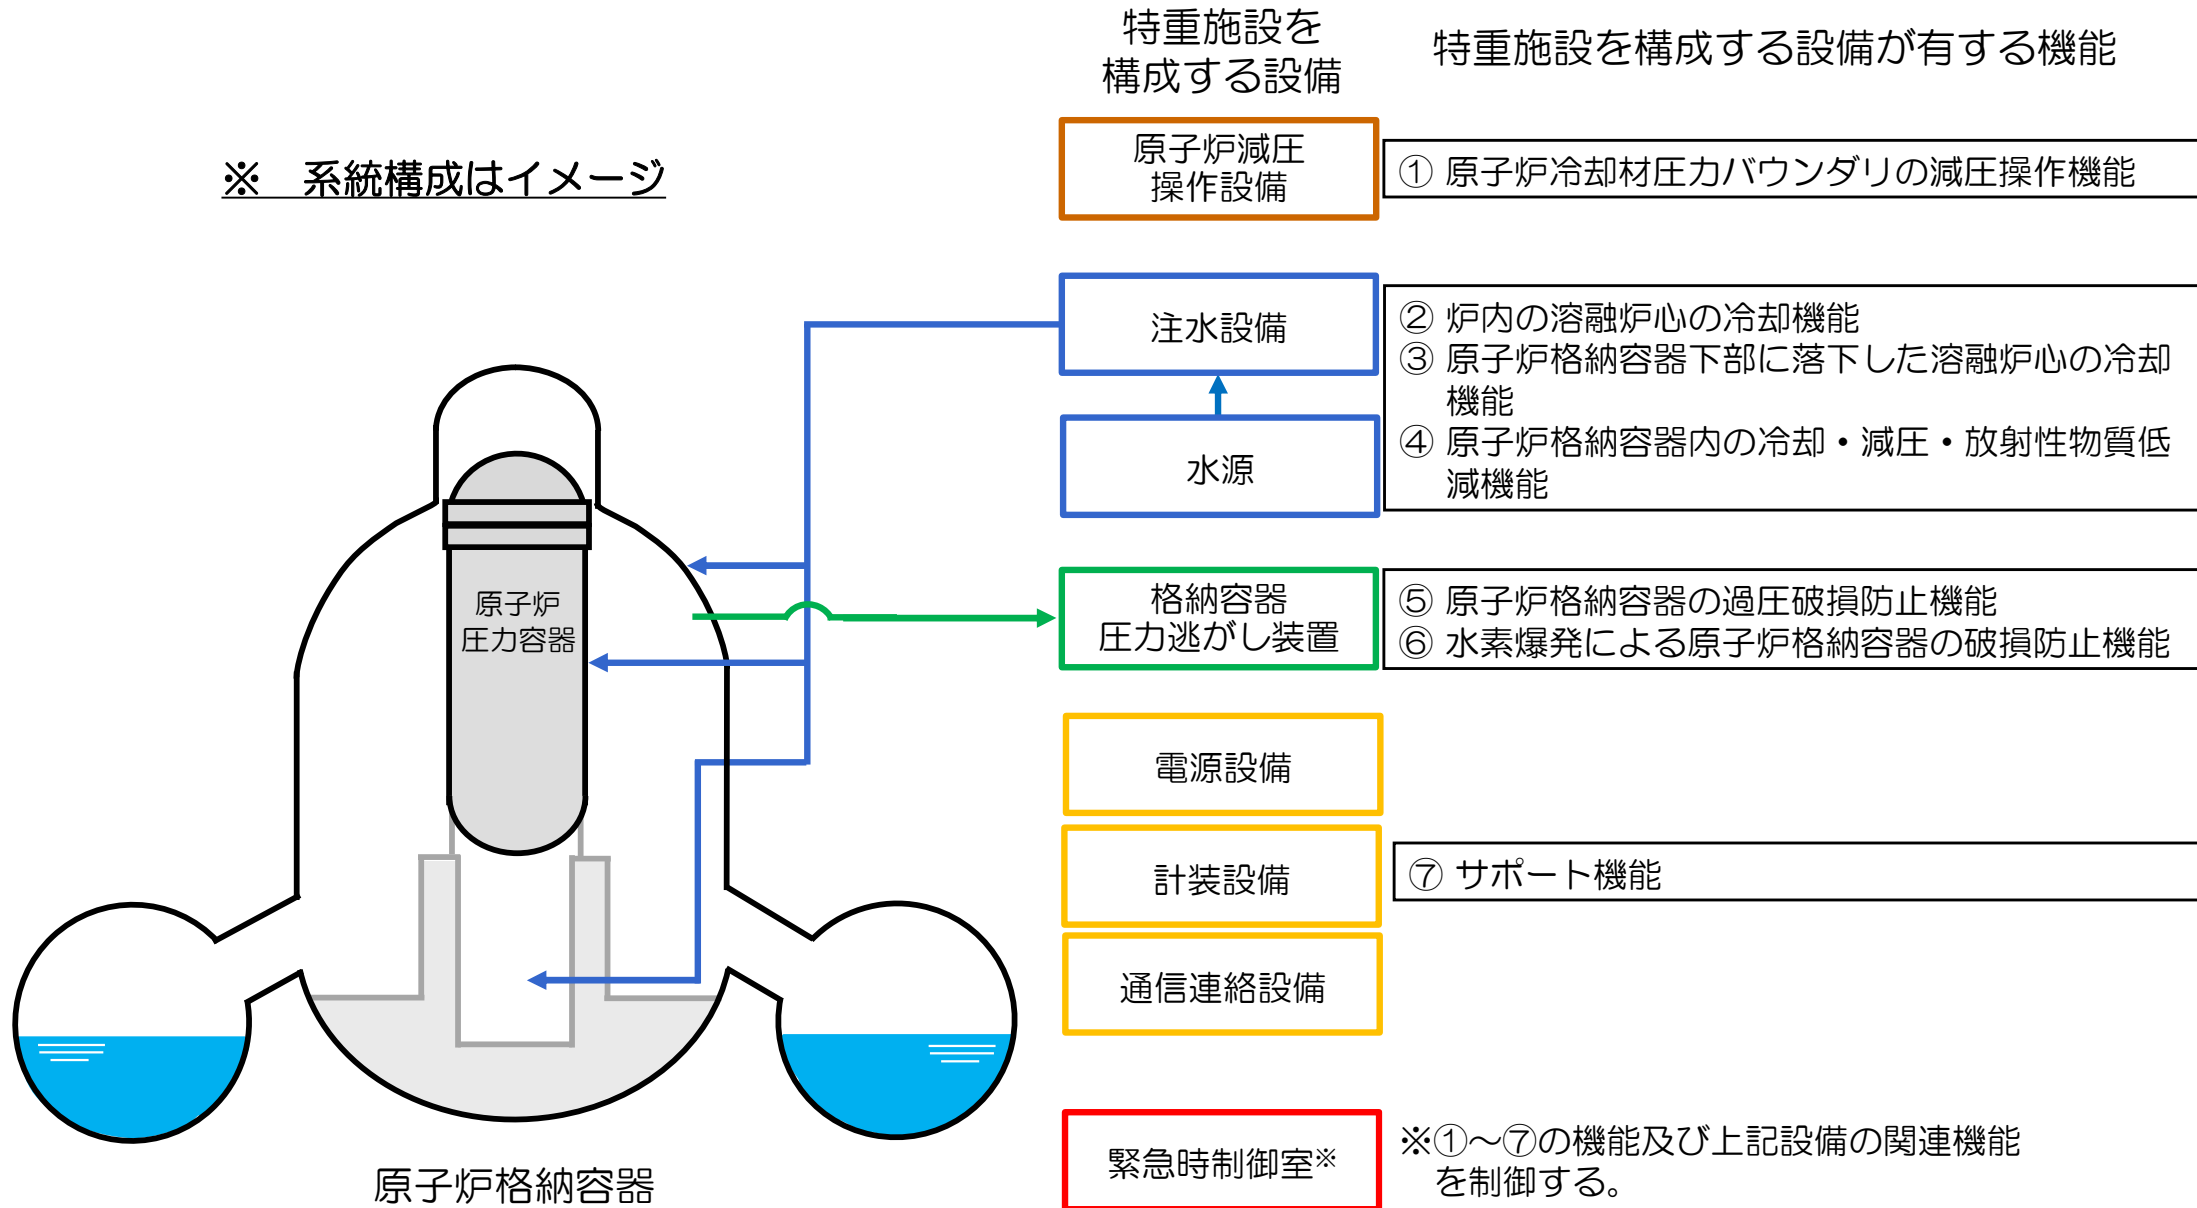 特重施設を
構成する設備
特重施設を構成する設備が有する機能
※　系統構成はイメージ
原子炉減圧
操作設備
① 原子炉冷却材圧力バウンダリの減圧操作機能
注水設備
水源
② 炉内の溶融炉心の冷却機能
③ 原子炉格納容器下部に落下した溶融炉心の冷却
機能
④ 原子炉格納容器内の冷却・減圧・放射性物質低
減機能
原子炉
圧力容器
格納容器
圧力逃がし装置
⑤ 原子炉格納容器の過圧破損防止機能
⑥ 水素爆発による原子炉格納容器の破損防止機能
電源設備
計装設備
⑦ サポート機能
通信連絡設備
緊急時制御室※
※①～⑦の機能及び上記設備の関連機能
を制御する。
原子炉格納容器